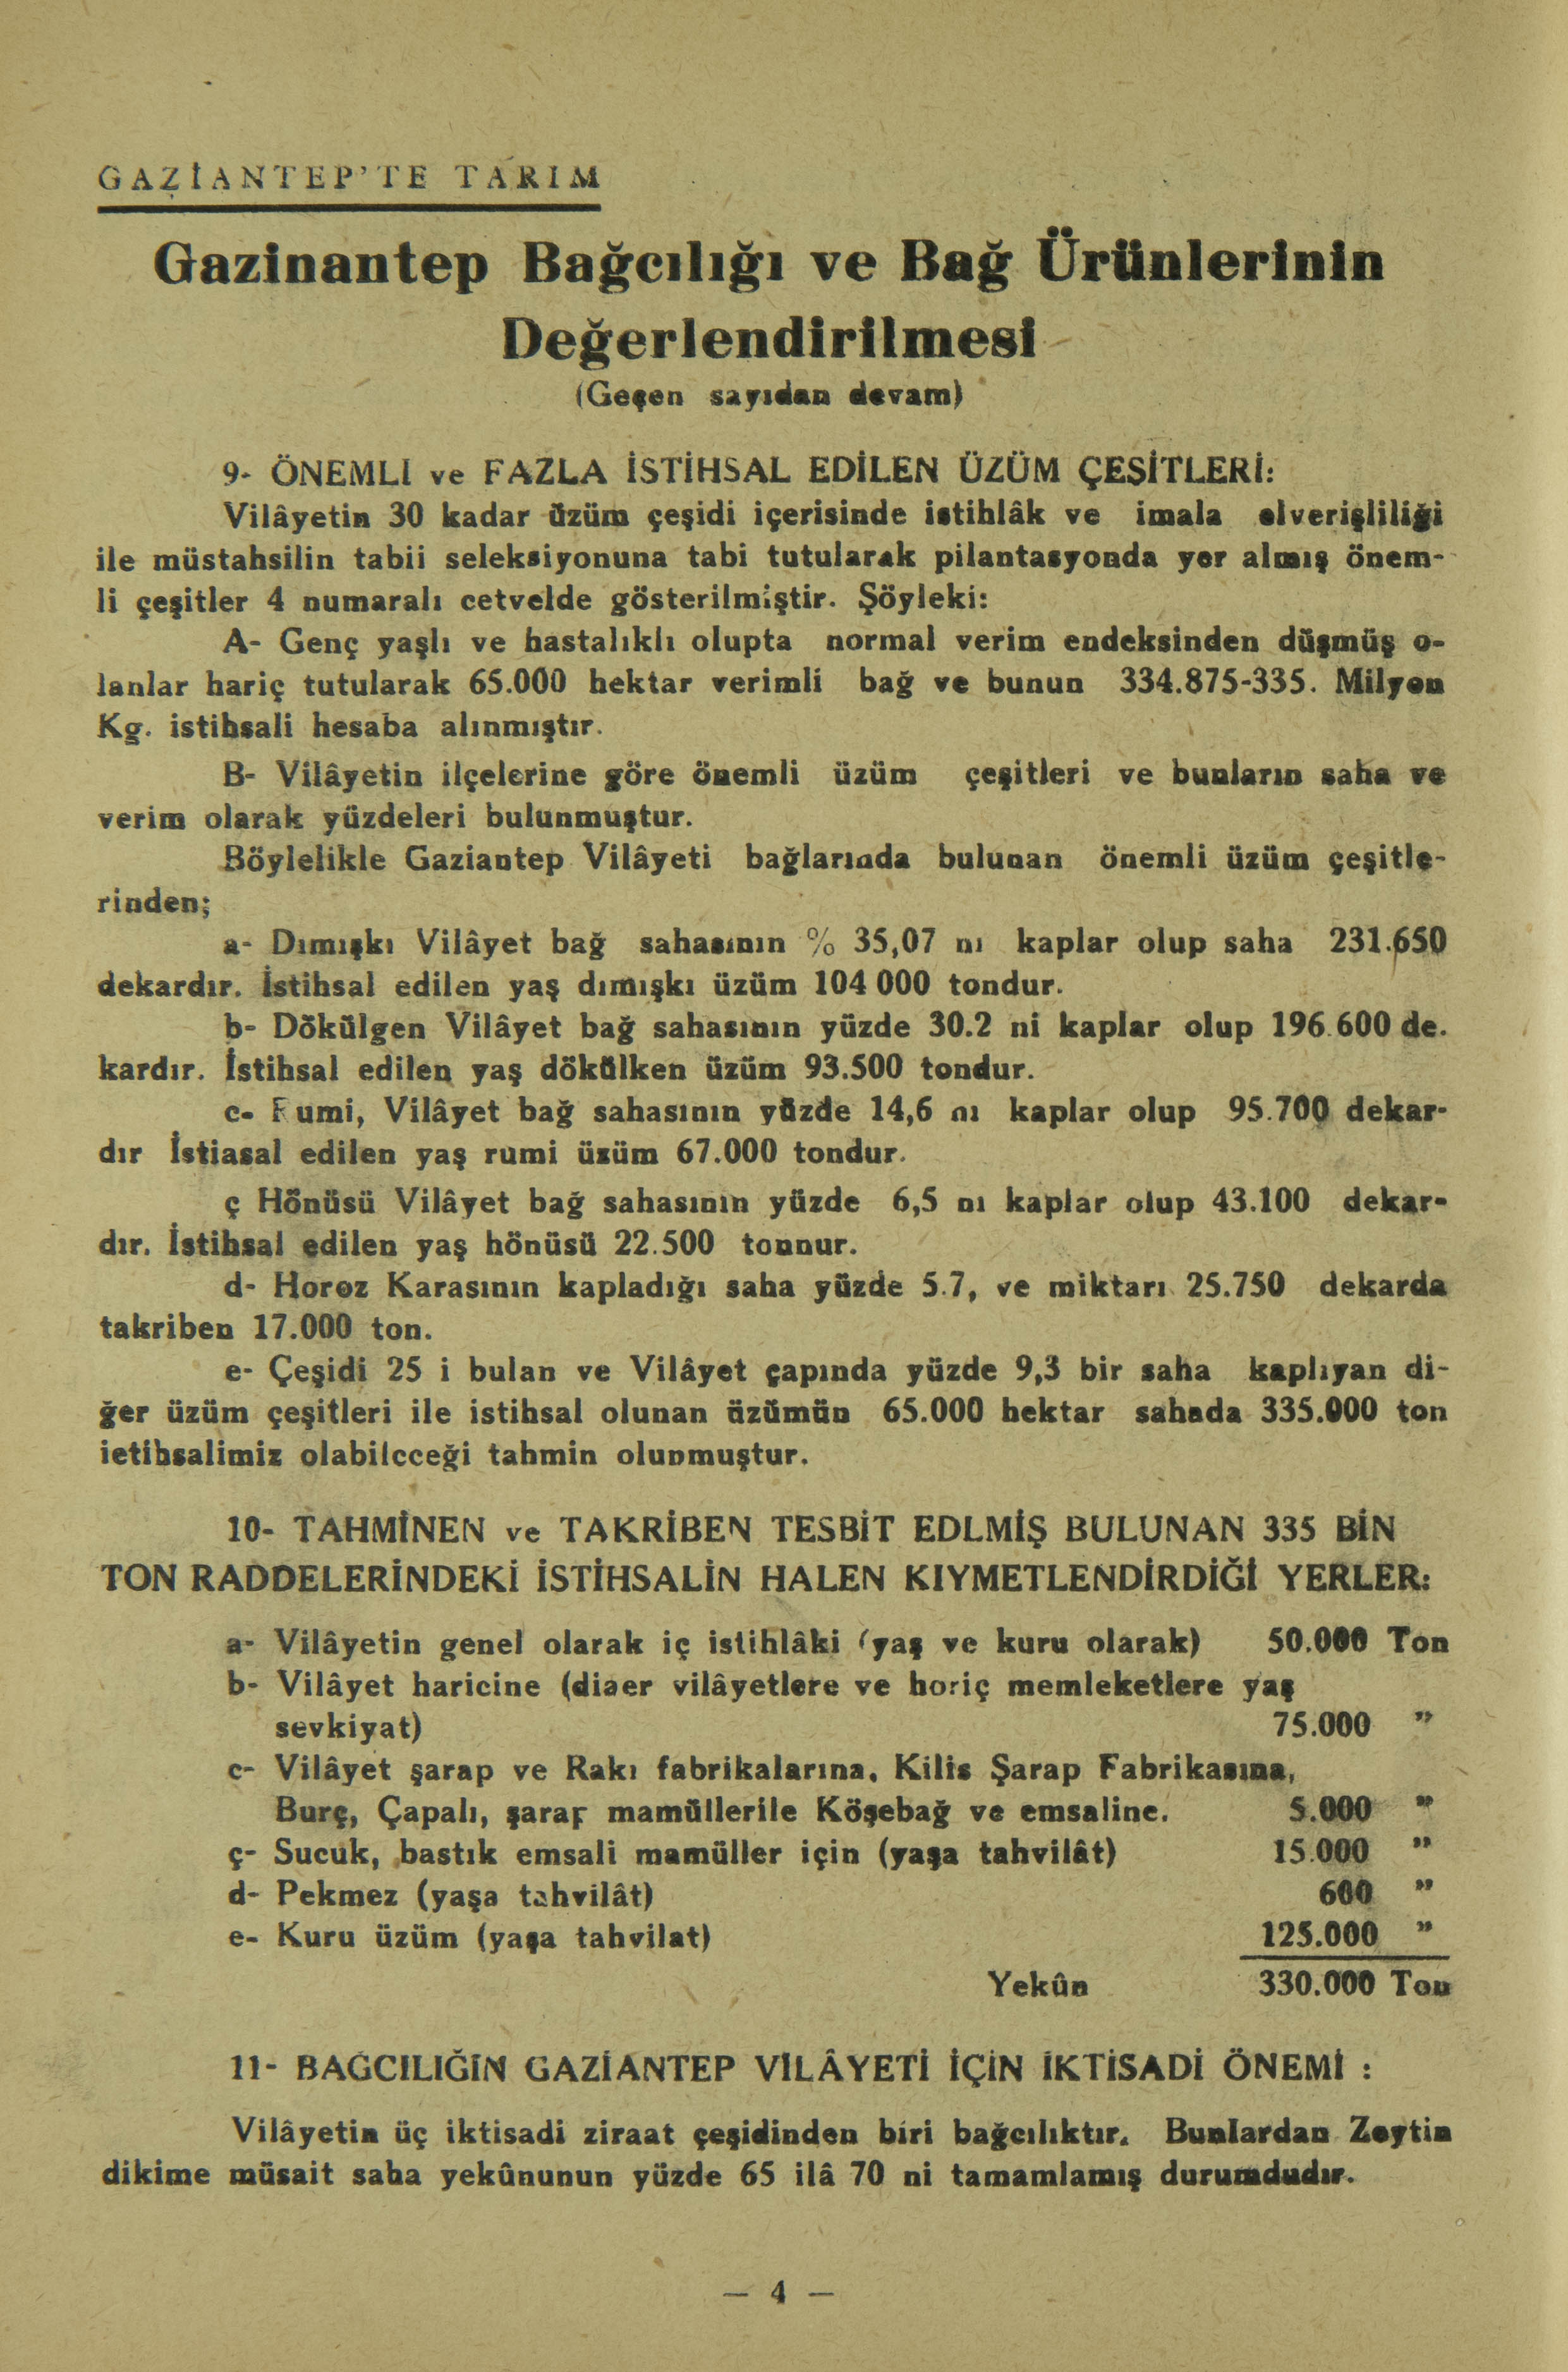 GAZİANTEP'TE TARIM
Gazinantep Bağcılığı ve Bağ Ürünlerinin
Değerlendirilmesi
(Geçen sayıdan devam)
9- ÖNEMLİ ve FAZLA İSTİHSAL EDİLEN ÜZÜM ÇEŞİTLERİ:
Vilâyetin 30 kadar üzüm çeşidi içerisinde istihlâk ve imala elverişliliği
ile müstahsilin tabii seleksiyonuna tabi tutularak pilantasyonda yer almış önem-
li çeşitler 4 numaralı cetvelde gösterilmiştir. Şöyleki:
A- Genç yaşlı ve hastalıklı olupta normal verim endeksinden düşmüş o-
lanlar hariç tutularak 65.000 hektar verimli bağ ve bunun 334.875-335. Milyon
Kg. istihsali hesaba alınmıştır.
B- Vilâyetin ilçelerine göre önemli üzüm çeşitleri ve bunların saha ve
verim olarak yüzdeleri bulunmuştur.
Böylelikle Gaziantep Vilâyeti bağlarında bulunan önemli üzüm çeşitle-
rinden;
a- Dımışkı Vilâyet bağ sahasının % 35,07 nı kaplar olup saha 231.650
dekardır. İstihsal edilen yaş dımışkı üzüm 104 000 tondur.
b- Dökülgen Vilâyet bağ sahasının yüzde 30.2 ni kaplar olup 196.600 de.
kardır. İstihsal edilen yaş dökülken üzüm 93.500 tondur.
c- Rumi, Vilâyet bağ sahasının yüzde 14,6 nı kaplar olup 95.700 dekar-
dır İstiasal edilen yaş rumi üzüm 67.000 tondur.
ç Hönüsü Vilâyet bağ sahasının yüzde 6,5 nı kaplar olup 43.100 dekar-
dır. İstihsal edilen yaş hönüsü 22.500 tonnur.
d- Horoz Karasının kapladığı saha yüzde 5.7, ve miktarı 25.750 dekarda
takriben 17.000 ton.
e- Çeşidi 25 i bulan ve Vilâyet çapında yüzde 9,3 bir saha kaplıyan di-
ğer üzüm çeşitleri ile istihsal olunan üzümün 65.000 hektar sahada 335.000 ton
ietihsalimiz olabilcceği tahmin olunmuştur.
10- TAHMİNEN ve TAKRİBEN TESBİT EDLMİŞ BULUNAN 335 BİN
TON RADDELERİNDEKİ İSTİHSALİN HALEN KIYMETLENDİRDİĞİ YERLER:
a- Vilâyetin genel olarak iç istihlâki (yaş ve kuru olarak) 50.000 Ton
b- Vilâyet haricine (diaer vilâyetlere ve horiç memleketlere yaş
sevkiyat) 75.000 "
c- Vilâyet şarap ve Rakı fabrikalarına, Kilis Şarap Fabrikasına,
Burç, Çapalı, şarap mamüllerile Köşebağ ve emsaline. 5.000 "
ç- Sucuk, bastık emsali mamüller için (yaşa tahvilât) 15.000 "
d- Pekmez (yaşa tahvilât) 600 "
e- Kuru üzüm (yaşa tahvilat) 125.000 "
Yekûn 330.000 Ton
11- BAĞCILIĞIN GAZİANTEP VİLÂYETİ İÇİN İKTİSADİ ÖNEMİ :
Vilâyetin üç iktisadi ziraat çeşidinden biri bağcılıktır. Bunlardan Zeytin
dikime müsait saha yekûnunun yüzde 65 ilâ 70 ni tamamlamış durumdudır.
— 4 —